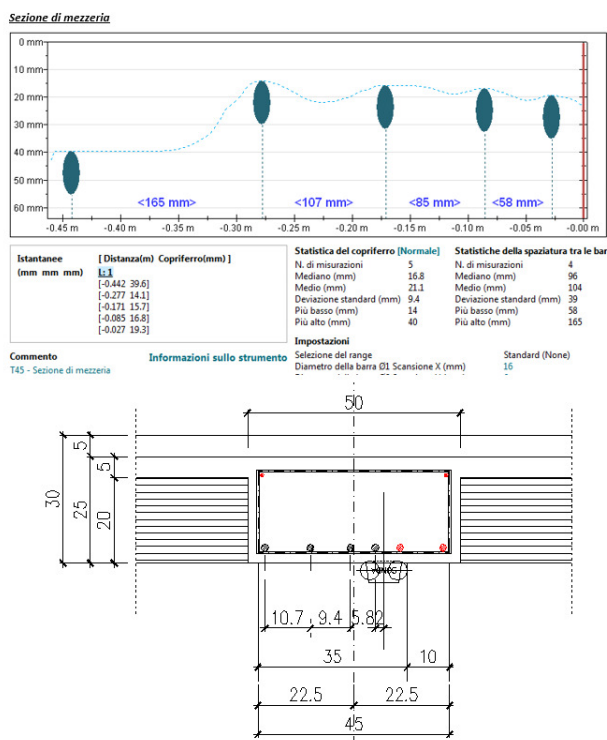 Sezione di mezzeria
0 mm
10 mm
20 mm
30 mm
40 mm
50 mm
60 mm
<165 mm> <107 mm> <85 mm> <58 mm>
-0.45 m -0.40 m -0.35 m -0.30 m -0.25 m -0.20 m -0.15 m -0.10 m -0.05 m -0.00 m
Istantanee [ Distanza(m) Copriferro(mm) ]
(mm mm mm) L: 1
[-0.442 39.6]
[-0.277 14.1]
[-0.171 15.7]
[-0.085 16.8]
[-0.027 19.3]
Commento
T45 - Sezione di mezzeria
Informazioni sullo strumento
Statistica del copriferro [Normale]
N. di misurazioni 5
Mediano (mm) 16.8
Medio (mm) 21.1
Deviazione standard (mm) 9.4
Più basso (mm) 14
Più alto (mm) 40
Statistiche della spaziatura tra le bar
N. di misurazioni 4
Mediano (mm) 96
Medio (mm) 104
Deviazione standard (mm) 39
Più basso (mm) 58
Più alto (mm) 165
Impostazioni
Selezione del range Standard (None)
Diametro della barra Ø1 Scansione X (mm) 16
50
5
5
30
25
20
10.7 9.4 5.82
35 10
22.5 22.5
45